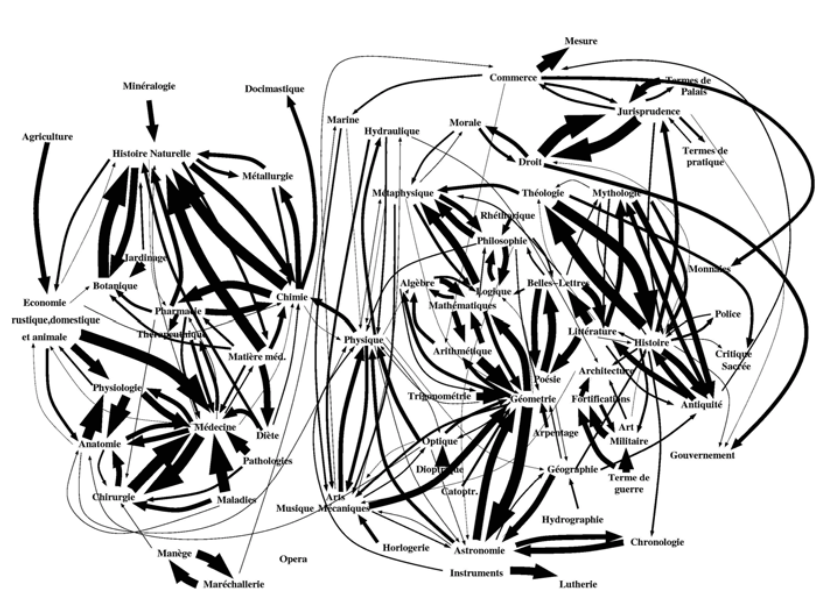 Mesure
Commerce
Minéralogie
Docimastique
Termes de
Palais
Jurisprudence
Marine
Hydraulique
Morale
Agriculture
Histoire Naturelle
Termes de
pratique
Droit
Métallurgie
Métaphysique
Théologie
Mythologie
Rhéthorique
Philosophie
Jardinage
Monnaies
Botanique
Algèbre
Logique
Belles-Lettres
Chimie
Economie
rustique,domestique
et animale
Pharmacie
Mathématiques
Police
Thérapeuthique
Littérature
Physique
Histoire
Matière méd.
Arithmétique
Critique
Sacrée
Architecture
Physiologie
Poésie
Trigonométrie
Géometrie
Fortifications
Antiquité
Médecine
Diète
Arpentage
Art
Militaire
Anatomie
Optique
Gouvernement
Pathologies
Dioptrique
Géographie
Terme de
guerre
Chirurgie
Maladies
Catoptr.
Arts
Musique Mécaniques
Hydrographie
Manège
Opera
Horlogerie
Astronomie
Chronologie
Maréchallerie
Instruments
Lutherie